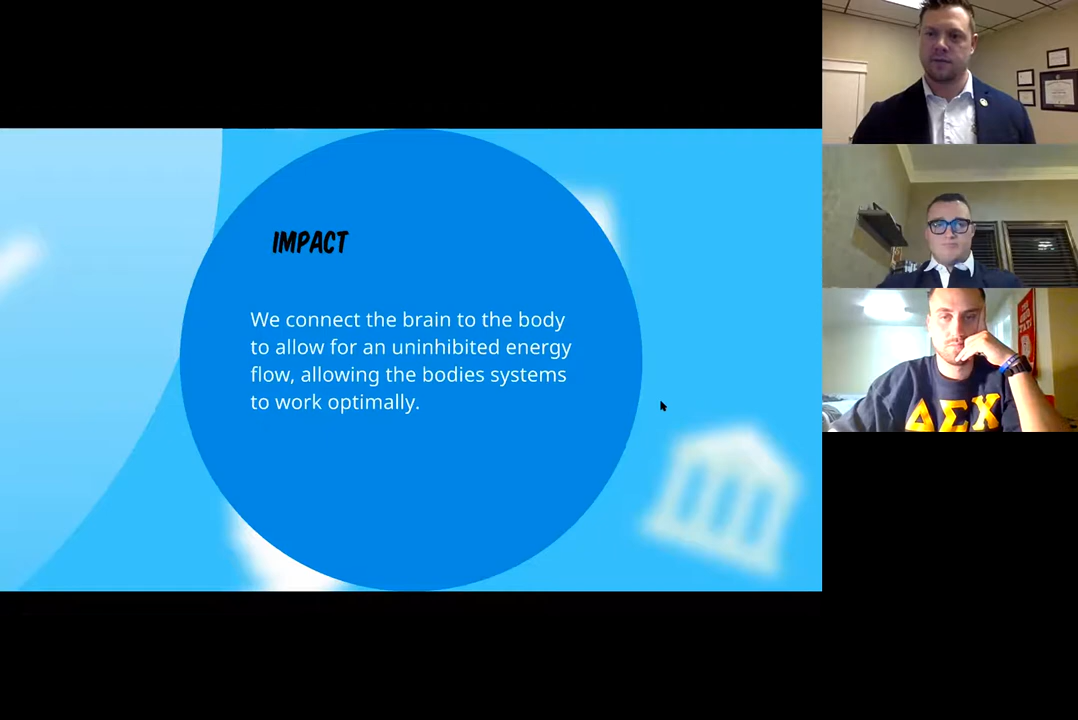 IMPACT
We connect the brain to the body
to allow for an uninhibited energy
flow, allowing the bodies systems
to work optimally.
ΔΣΧ